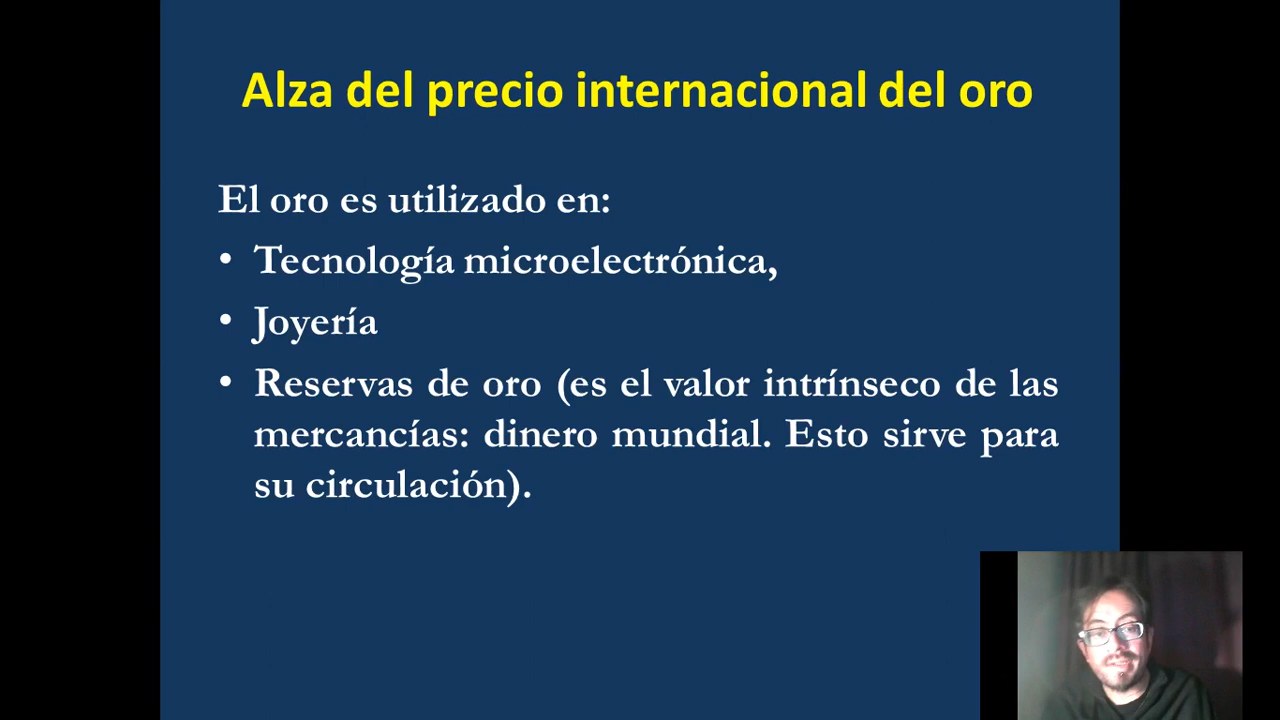 Alza del precio internacional del oro
El oro es utilizado en:
• Tecnología microelectrónica,
• Joyería
• Reservas de oro (es el valor intrínseco de las
mercancías: dinero mundial. Esto sirve para
su circulación).